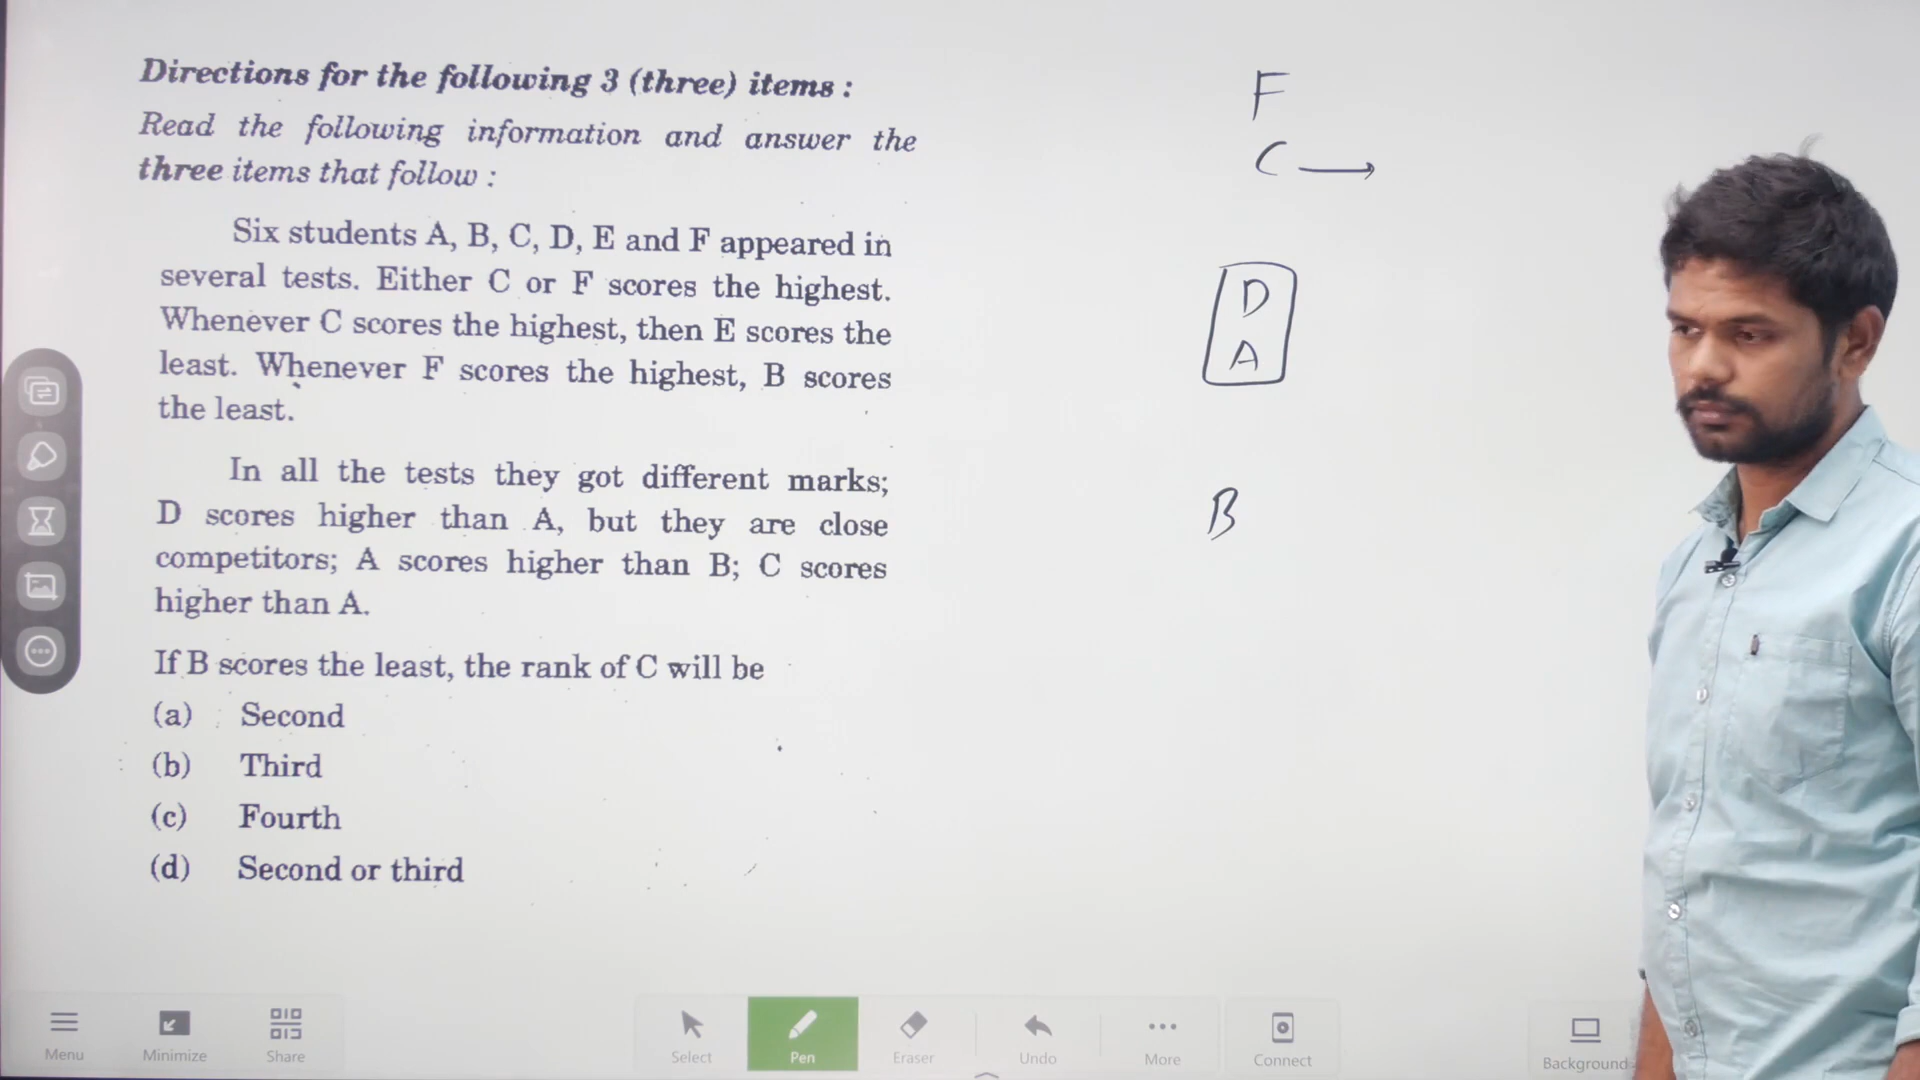 Directions for the following 3 (three) items :
Read the following information and answer the
three items that follow :
Six students A, B, C, D, E and F appeared in
several tests. Either C or F scores the highest.
Whenever C scores the highest, then E scores the
least. Whenever F scores the highest, B scores
the least.
In all the tests they got different marks;
D scores higher than A, but they are close
competitors; A scores higher than B; C scores
higher than A.
If B scores the least, the rank of C will be
(a) Second
(b) Third
(c) Fourth
(d) Second or third
F
C →
D
A
B
Menu
Minimize
Share
Select
Pen
Eraser
Undo
More
Connect
Background